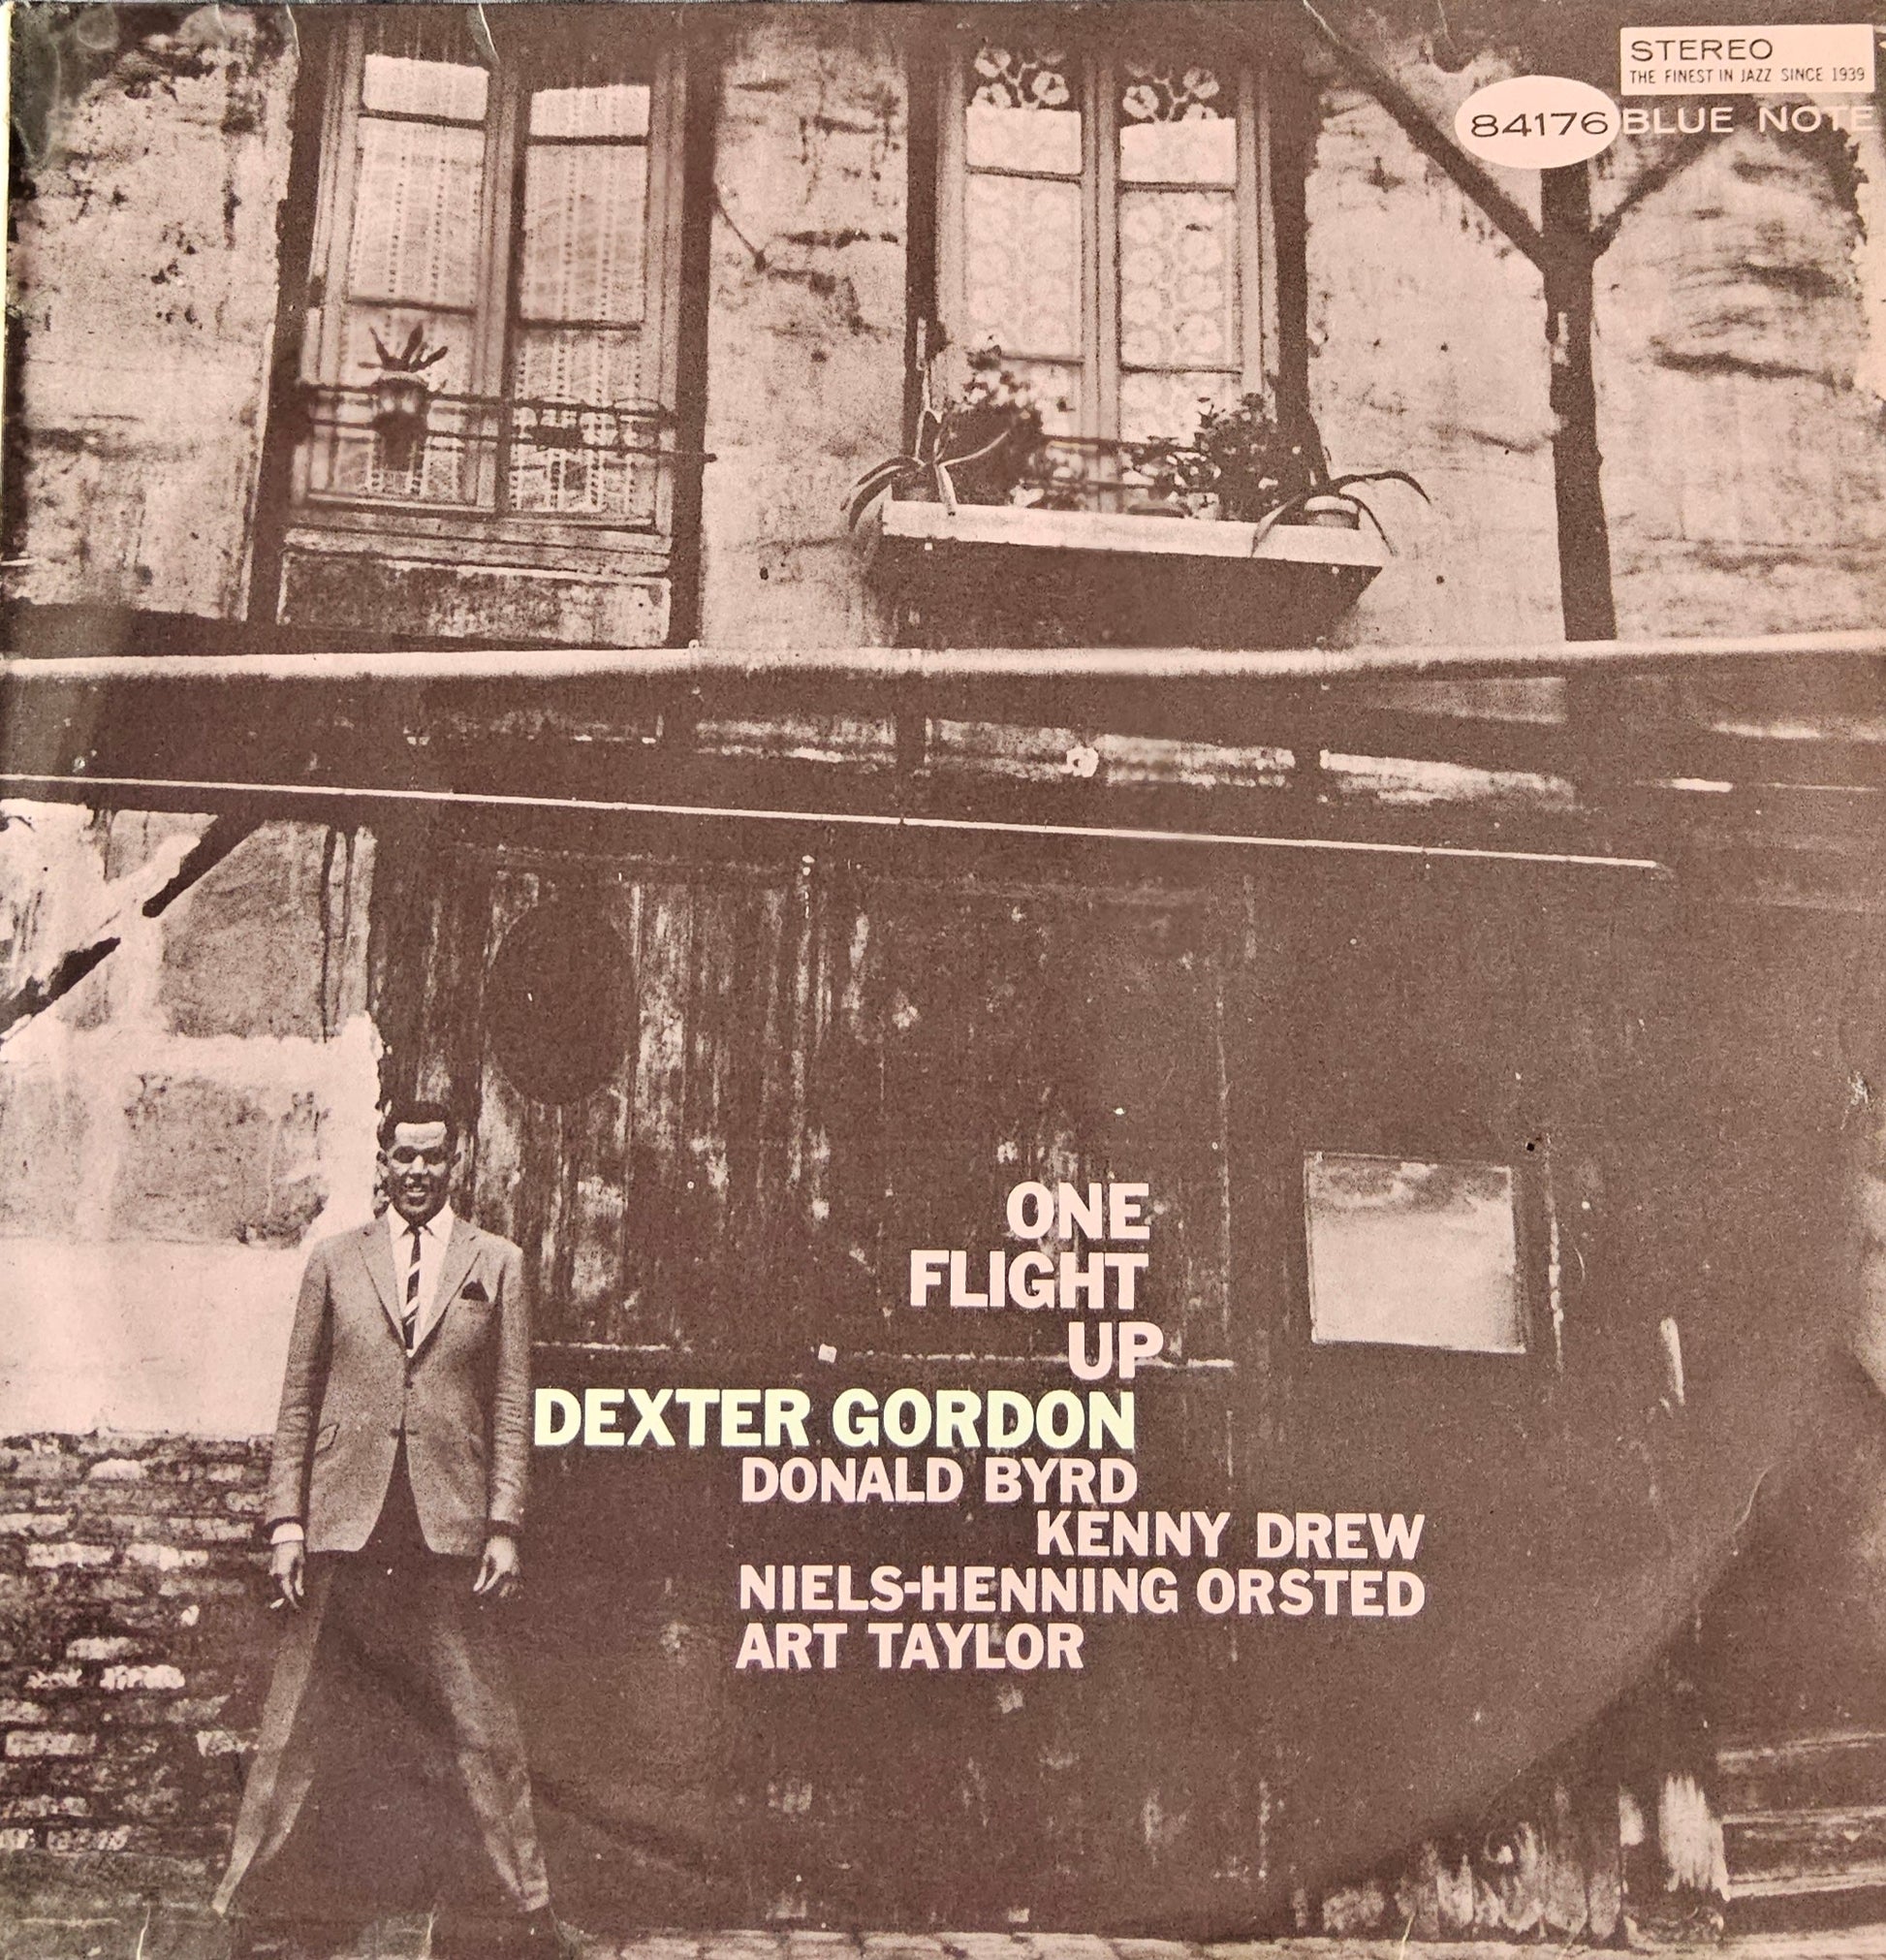 STEREO
THE FINEST IN JAZZ SINCE 1939
84176 BLUE NOTE
ONE
FLIGHT
UP
DEXTER GORDON
DONALD BYRD
KENNY DREW
NIELS-HENNING ORSTED
ART TAYLOR